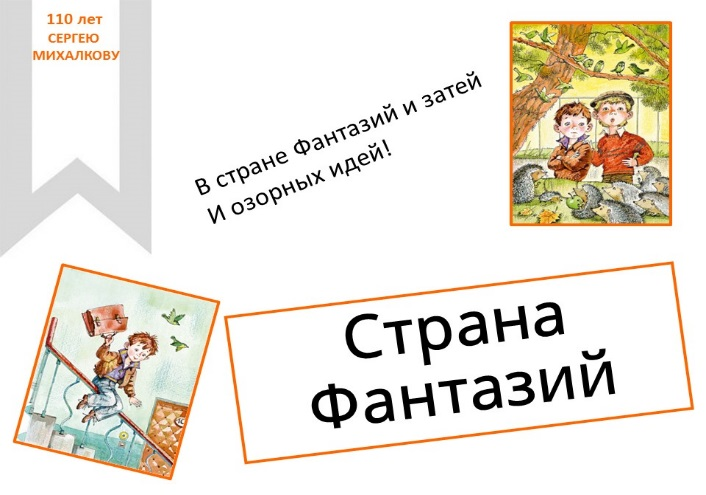 110 лет
СЕРГЕЮ
МИХАЛКОВУ
В стране Фантазий и затей
И озорных идей!
Страна
Фантазий